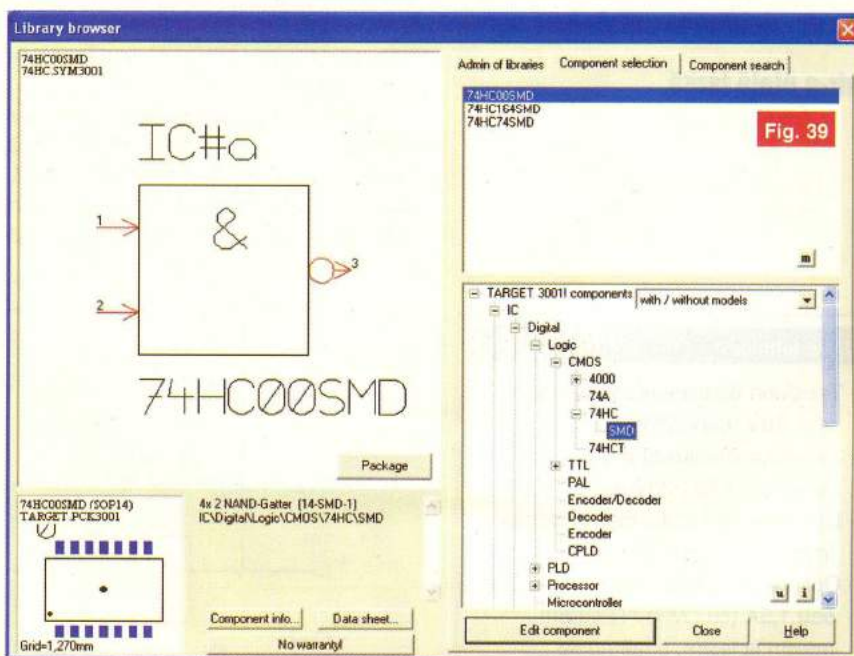 Library browser
74HC00SMD
74HC.SYM3001
IC#a
1
&
3
2
74HC00SMD
Package
74HC00SMD (SOP14)
TARGET.PCK3001
Grid=1,270mm
4x 2 NAND-Gatter (14-SMD-1)
IC\Digital\Logic\CMOS\74HC\SMD
Component info...
Data sheet...
No warranty!
Admin of libraries
Component selection
Component search
74HC00SMD
74HC164SMD
74HC74SMD
Fig. 39
m
TARGET 3001! components
with / without models
IC
Digital
Logic
CMOS
4000
74A
74HC
SMD
74HCT
TTL
PAL
Encoder/Decoder
Decoder
Encoder
CPLD
PLD
Processor
Microcontroller
u
i
Edit component
Close
Help